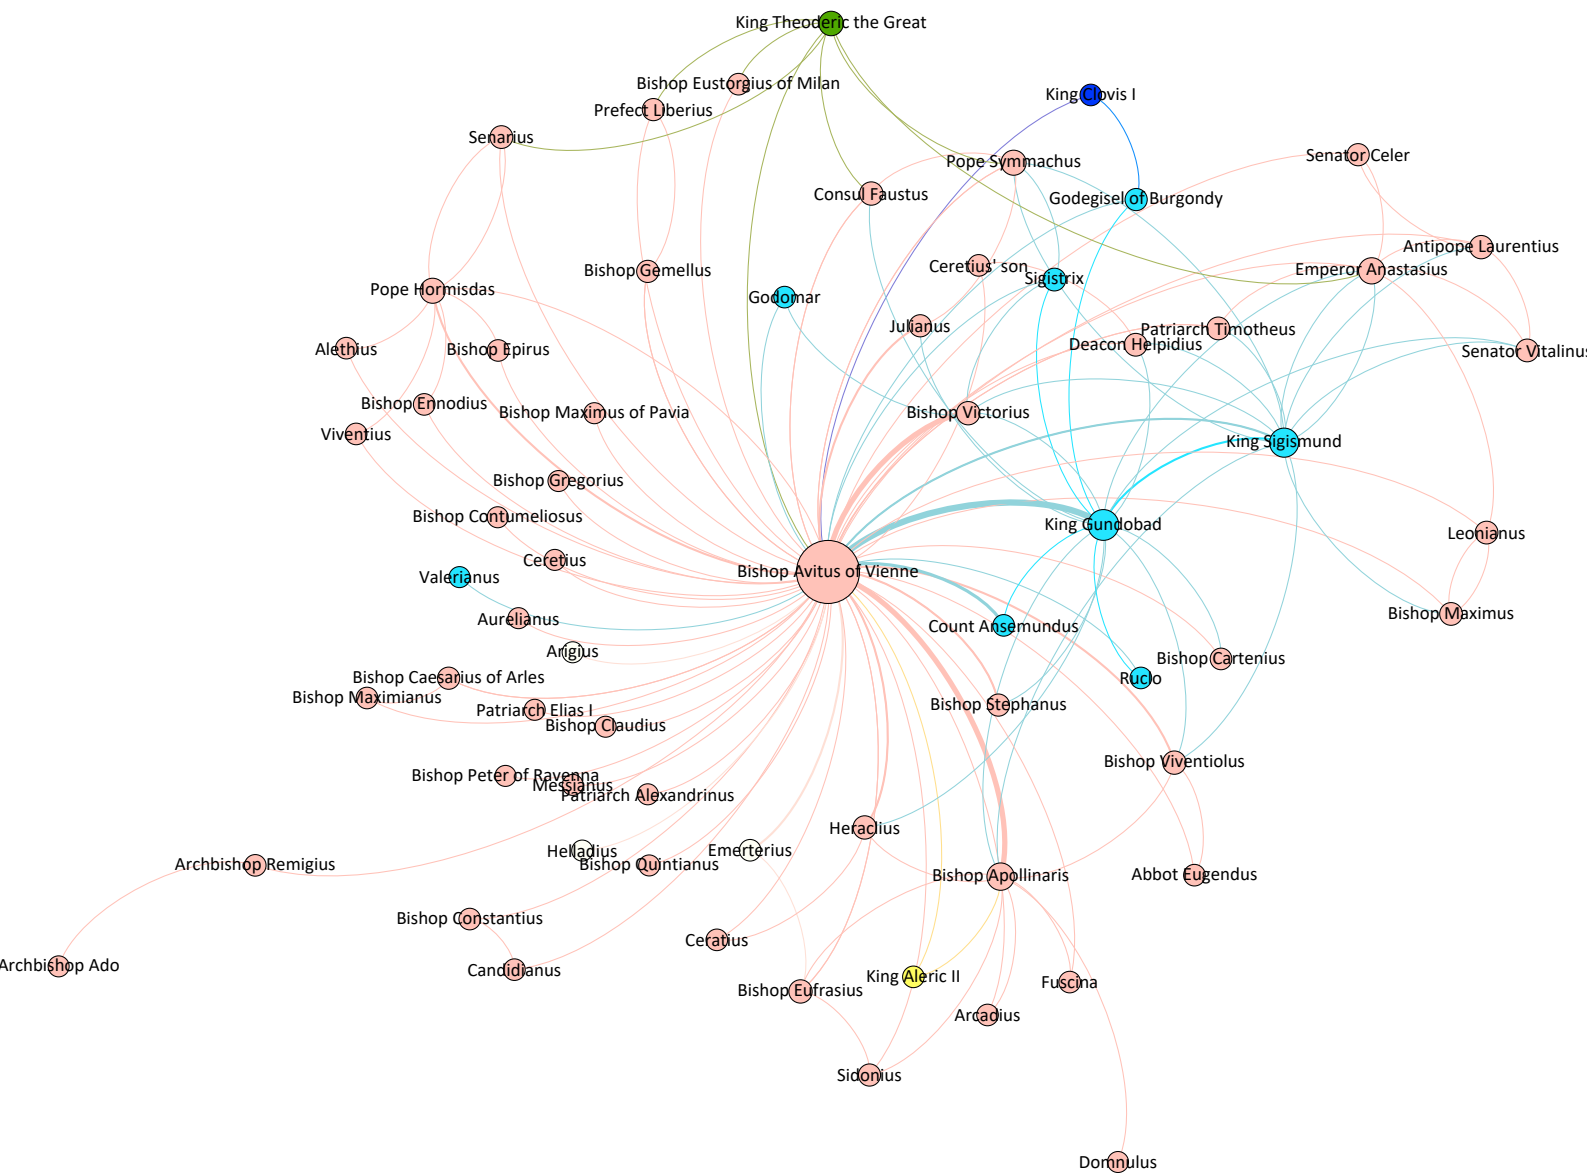 King Theoderic the Great
Bishop Eustorgius of Milan
King Clovis I
Prefect Liberius
Senarius
Senator Celer
Pope Symmachus
Consul Faustus
Godegisel of Burgondy
Antipope Laurentius
Ceretius' son
Bishop Gemellus
Emperor Anastasius
Sigistrix
Pope Hormisdas
Godomar
Julianus
Patriarch Timotheus
Deacon Helpidius
Alethius
Bishop Epirus
Senator Vitalinus
Bishop Ennodius
Bishop Maximus of Pavia
Bishop Victorius
Viventius
King Sigismund
Bishop Gregorius
Bishop Contumeliosus
King Gundobad
Leonianus
Ceretius
Bishop Avitus of Vienne
Valerianus
Bishop Maximus
Aurelianus
Count Ansemundus
Arigius
Bishop Cartenius
Bishop Caesarius of Arles
Ruclo
Bishop Maximianus
Bishop Stephanus
Patriarch Elias I
Bishop Claudius
Bishop Viventiolus
Bishop Peter of Ravenna
Messianus
Patriarch Alexandrinus
Heraclius
Helladius
Emerterius
Archbishop Remigius
Bishop Quintianus
Bishop Apollinaris
Abbot Eugendus
Bishop Constantius
Ceratius
Archbishop Ado
Candidianus
King Aleric II
Fuscina
Bishop Eufrasius
Arcadius
Sidonius
Domnulus